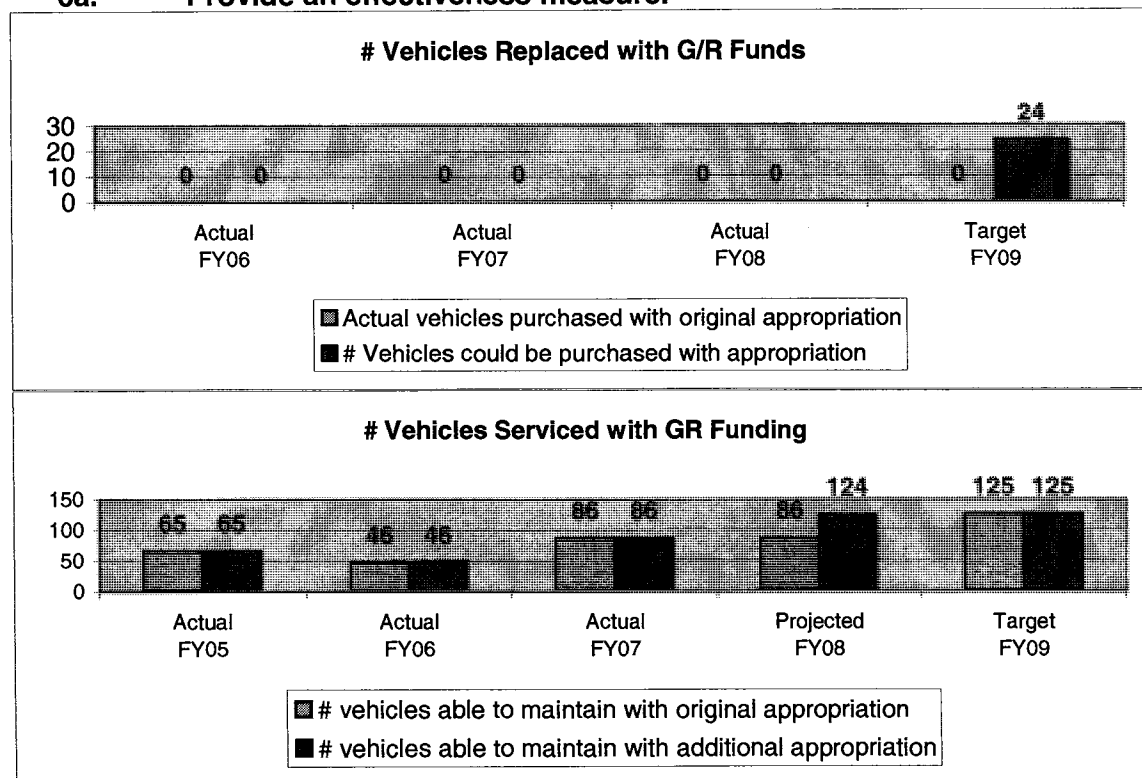 6a. Provide an effectiveness measure.
# Vehicles Replaced with G/R Funds
30
20
10
0
0 0 0 0 0 0 0 24
Actual Actual Actual Target
FY06 FY07 FY08 FY09
Actual vehicles purchased with original appropriation
# Vehicles could be purchased with appropriation
# Vehicles Serviced with GR Funding
150
100
50
0
65 65 46 46 86 86 86 124 125 125
Actual Actual Actual Projected Target
FY05 FY06 FY07 FY08 FY09
# vehicles able to maintain with original appropriation
# vehicles able to maintain with additional appropriation